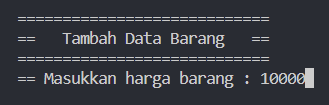 ===========================
==   Tambah Data Barang   ==
===========================
== Masukkan harga barang : 10000